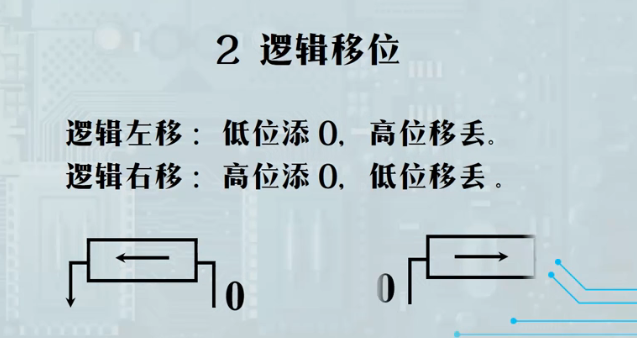 2 逻辑移位
逻辑左移： 低位添 0， 高位移丢。
逻辑右移： 高位添 0， 低位移丢 。
0
0